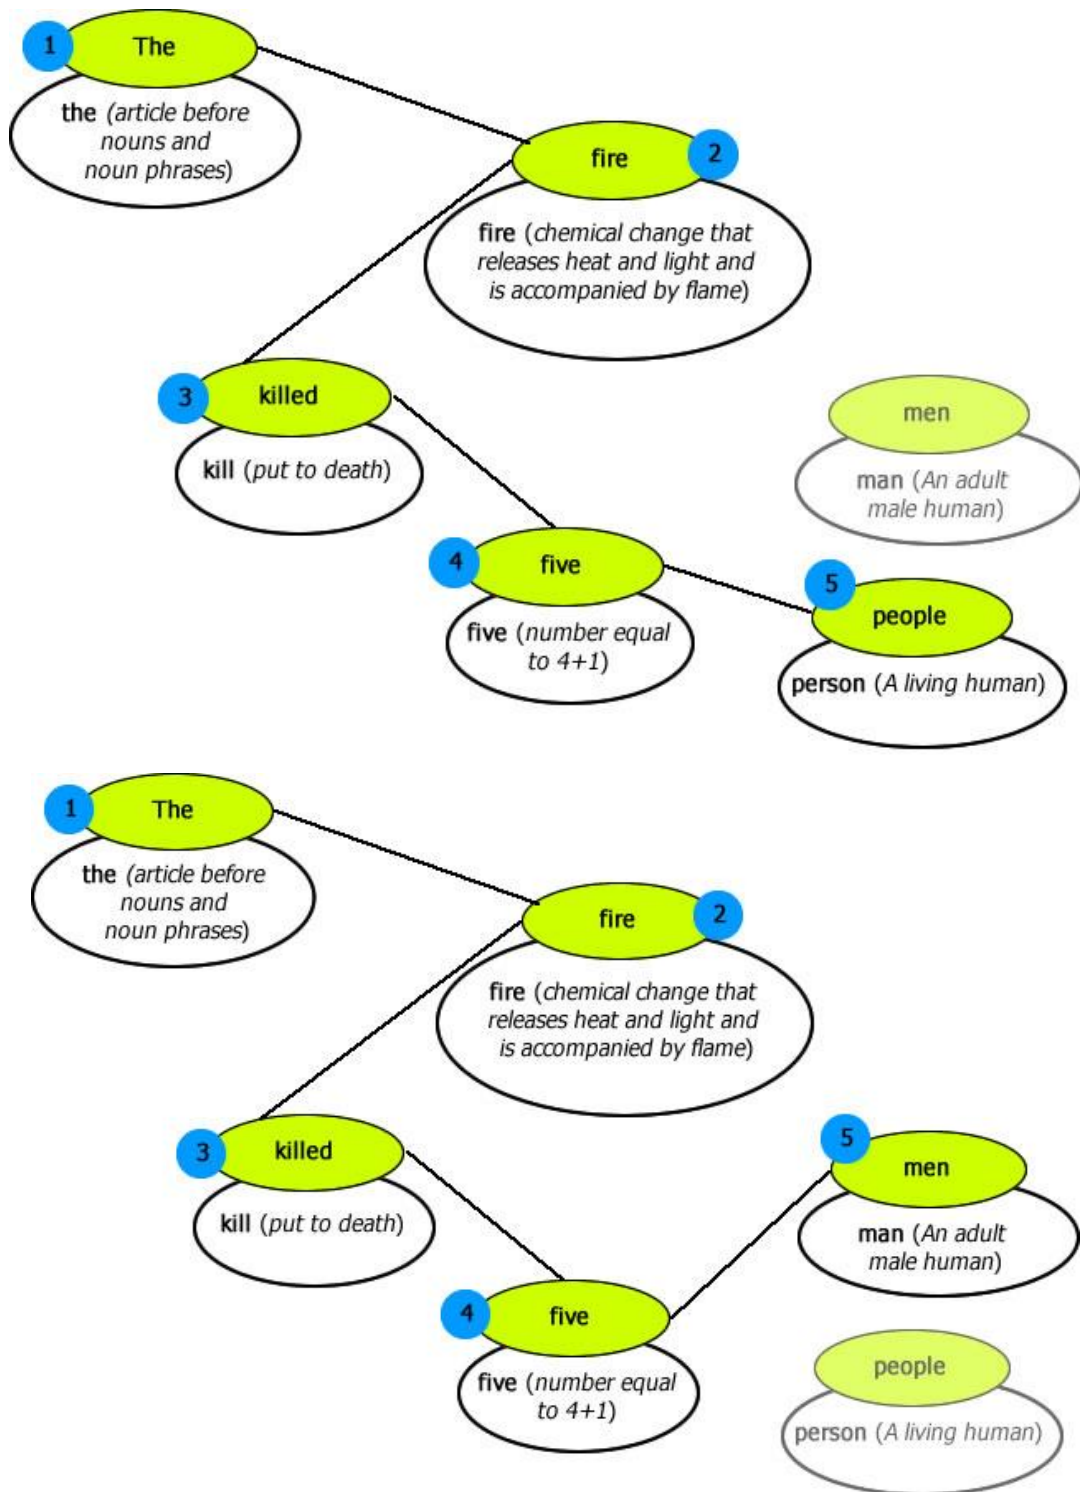 1
The
the (article before
nouns and
noun phrases)
fire
2
fire (chemical change that
releases heat and light and
is accompanied by flame)
3
killed
kill (put to death)
men
man (An adult
male human)
4
five
five (number equal
to 4+1)
5
people
person (A living human)
1
The
the (article before
nouns and
noun phrases)
fire
2
fire (chemical change that
releases heat and light and
is accompanied by flame)
3
killed
kill (put to death)
5
men
man (An adult
male human)
4
five
five (number equal
to 4+1)
people
person (A living human)